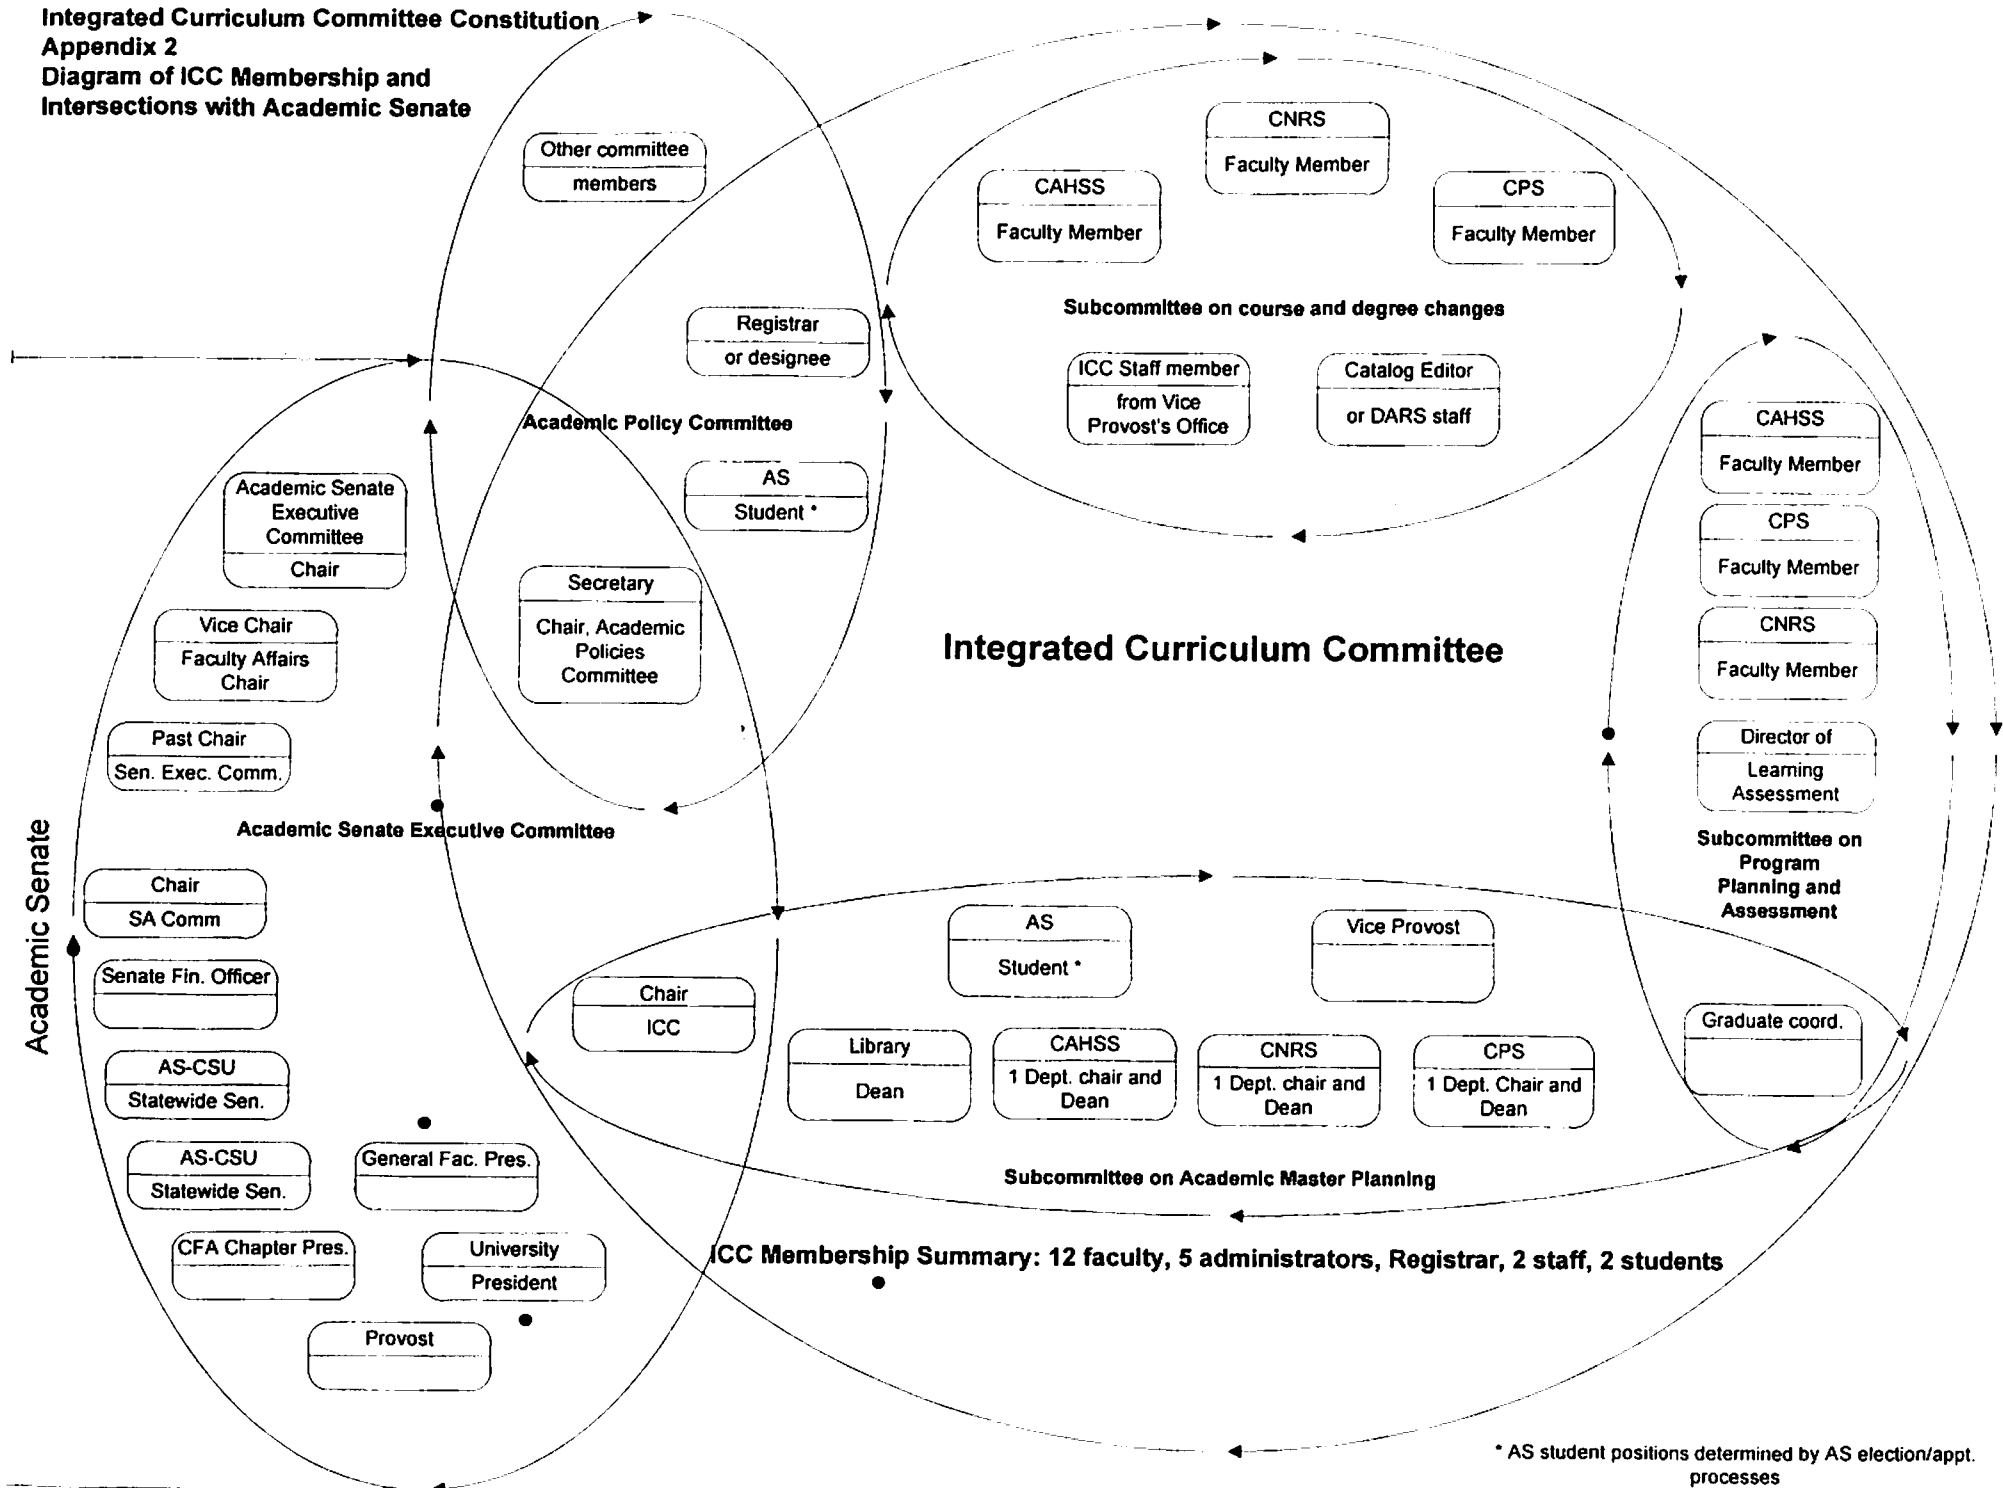 Integrated Curriculum Committee Constitution
Appendix 2
Diagram of ICC Membership and
Intersections with Academic Senate
Other committee
members
Registrar
or designee
Academic Policy Committee
AS
Student *
Secretary
Chair, Academic
Policies
Committee
CNRS
Faculty Member
CAHSS
Faculty Member
CPS
Faculty Member
Subcommittee on course and degree changes
ICC Staff member
from Vice
Provost's Office
Catalog Editor
or DARS staff
Integrated Curriculum Committee
CAHSS
Faculty Member
CPS
Faculty Member
CNRS
Faculty Member
Director of
Learning
Assessment
Subcommittee on
Program
Planning and
Assessment
Academic Senate
Academic Senate
Executive
Committee
Chair
Vice Chair
Faculty Affairs
Chair
Past Chair
Sen. Exec. Comm.
Academic Senate Executive Committee
Chair
SA Comm
Senate Fin. Officer
AS-CSU
Statewide Sen.
AS-CSU
Statewide Sen.
General Fac. Pres.
CFA Chapter Pres.
University
President
Provost
Chair
ICC
AS
Student *
Vice Provost
Library
Dean
CAHSS
1 Dept. chair and
Dean
CNRS
1 Dept. chair and
Dean
CPS
1 Dept. Chair and
Dean
Graduate coord.
Subcommittee on Academic Master Planning
ICC Membership Summary: 12 faculty, 5 administrators, Registrar, 2 staff, 2 students
* AS student positions determined by AS election/appt.
processes